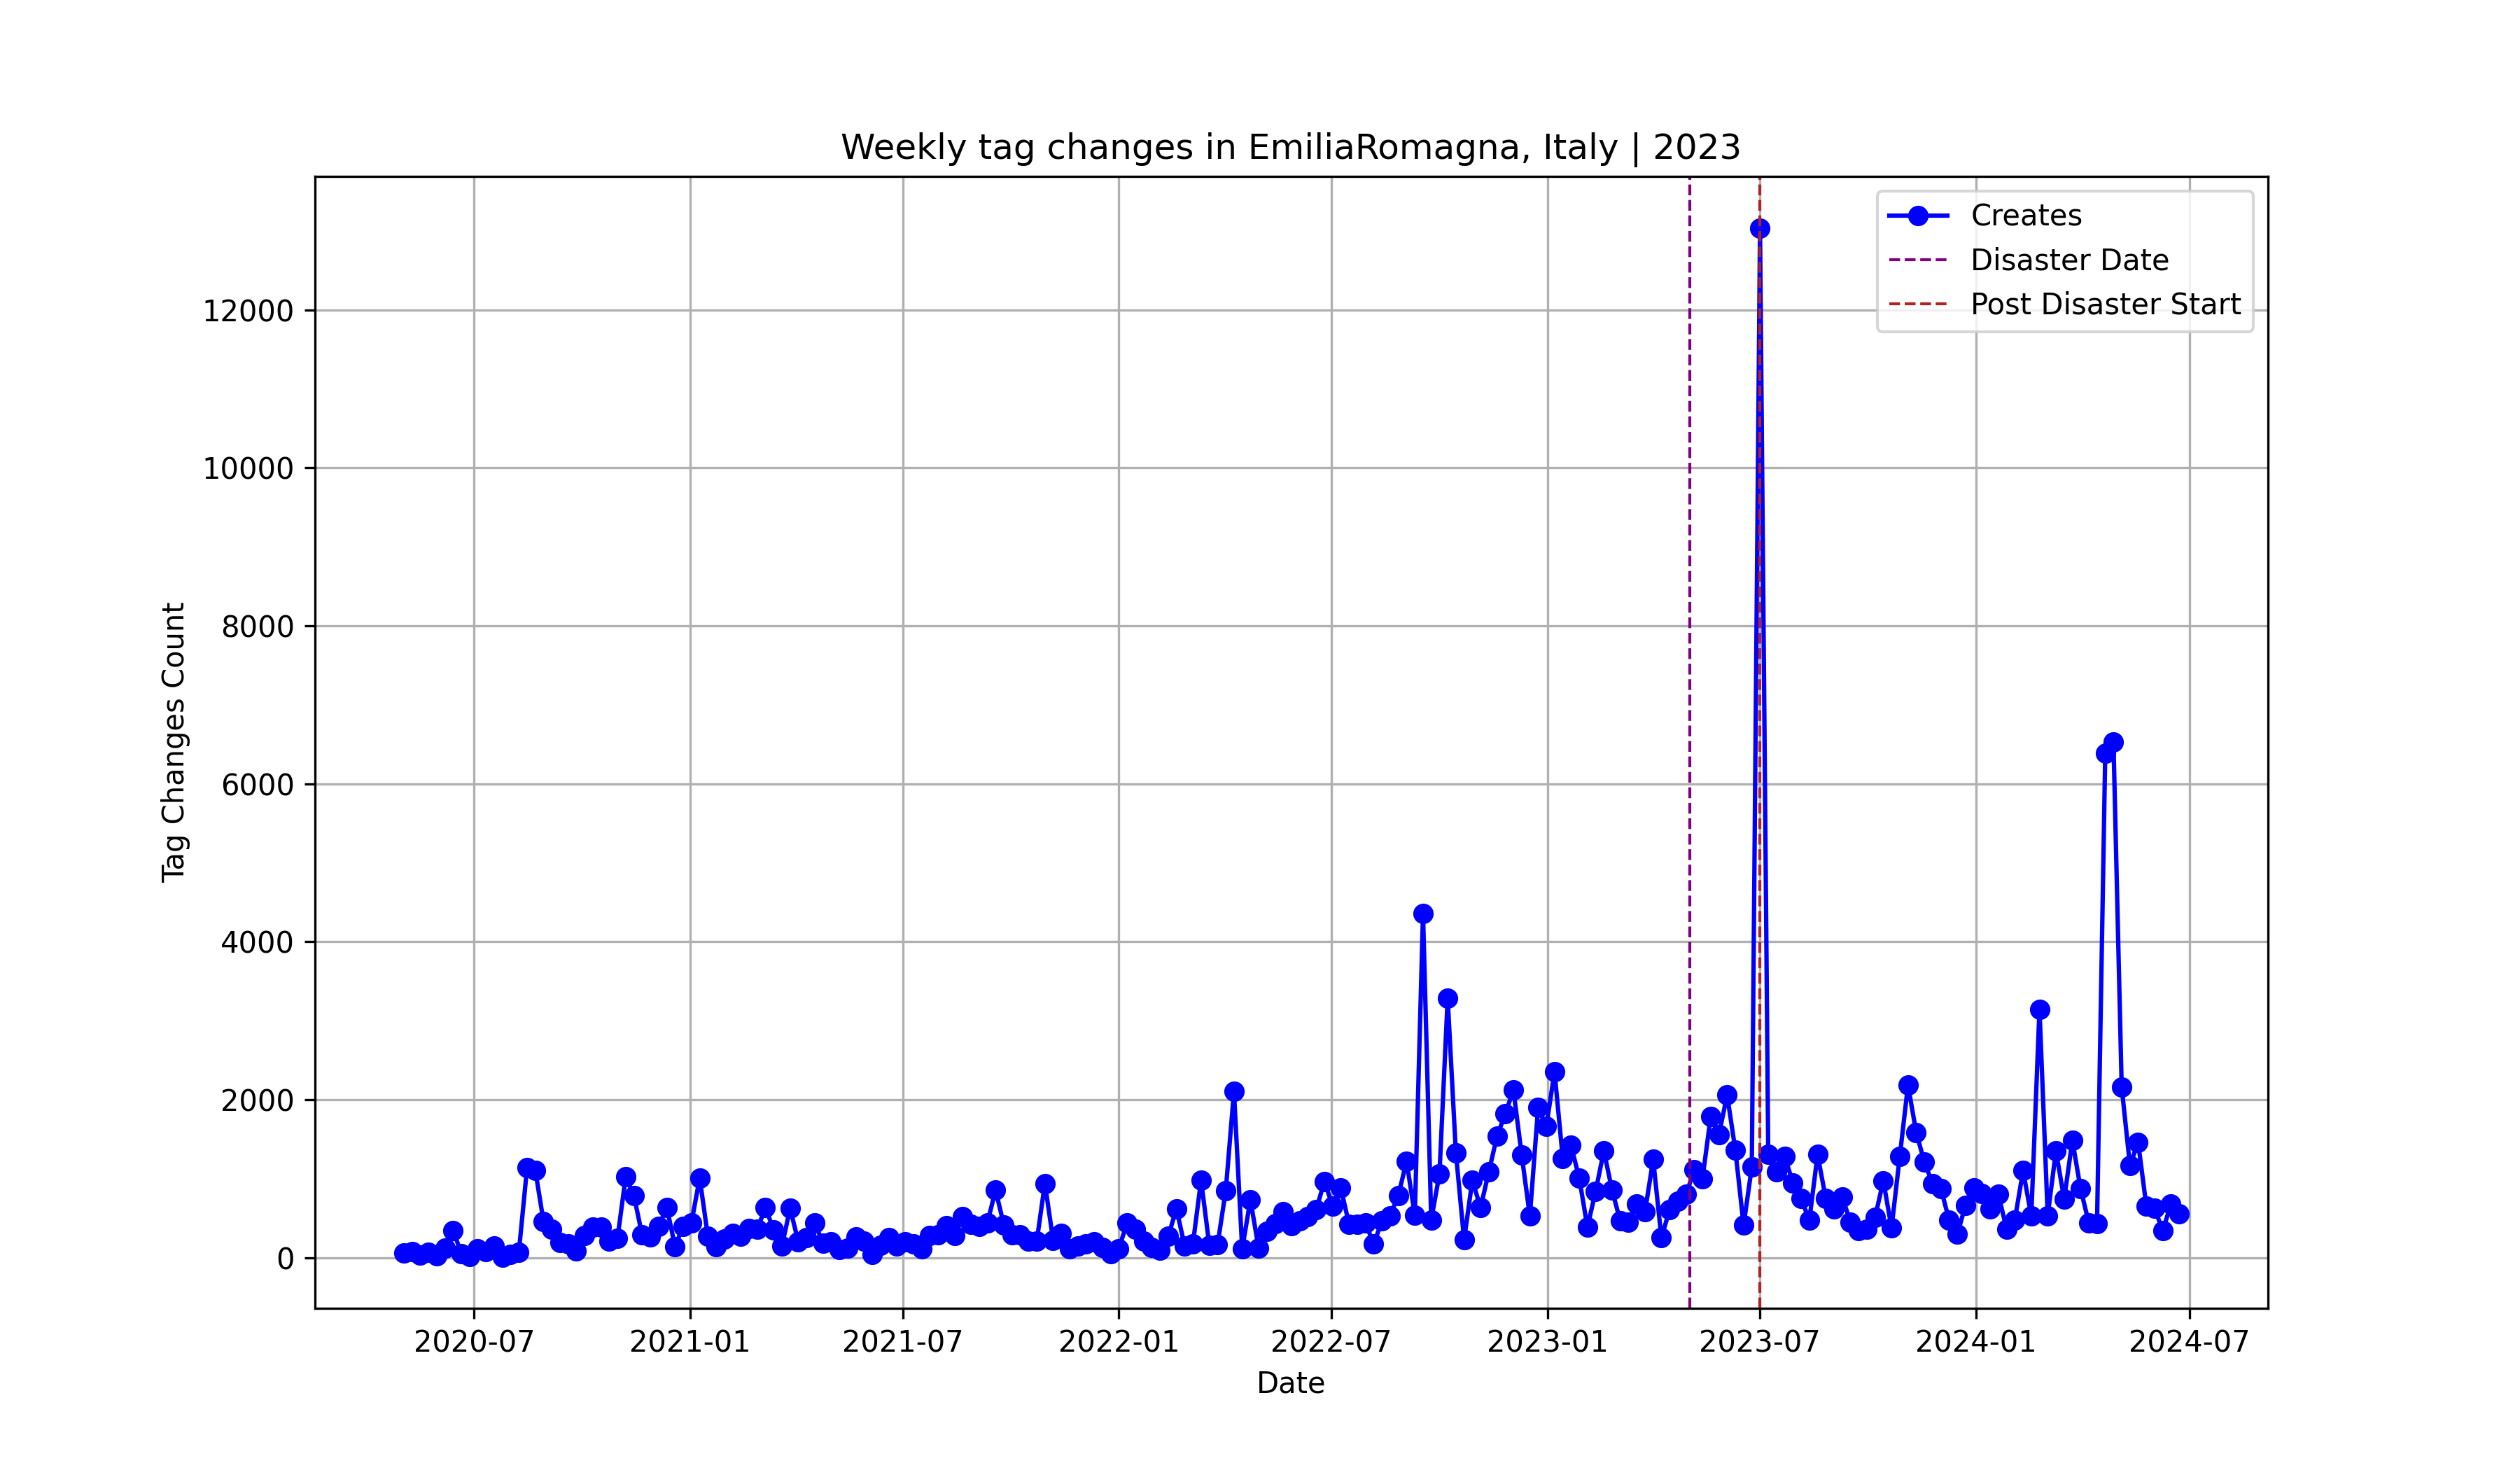 Weekly tag changes in EmiliaRomagna, Italy | 2023
Creates
Disaster Date
Post Disaster Start
Tag Changes Count
12000
10000
8000
6000
4000
2000
0
2020-07 2021-01 2021-07 2022-01 2022-07 2023-01 2023-07 2024-01 2024-07
Date